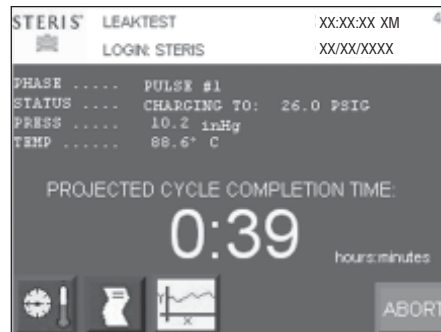 STERIS® LEAKTEST XX:XX:XX XM 4
LOGIN: STERIS XX/XX/XXXX
PHASE ..... PULSE #1
STATUS .... CHARGING TO: 26.0 PSIG
PRESS ..... 10.2 inHg
TEMP ...... 88.6° C
PROJECTED CYCLE COMPLETION TIME:
0:39
hours:minutes
Y
X
ABORT